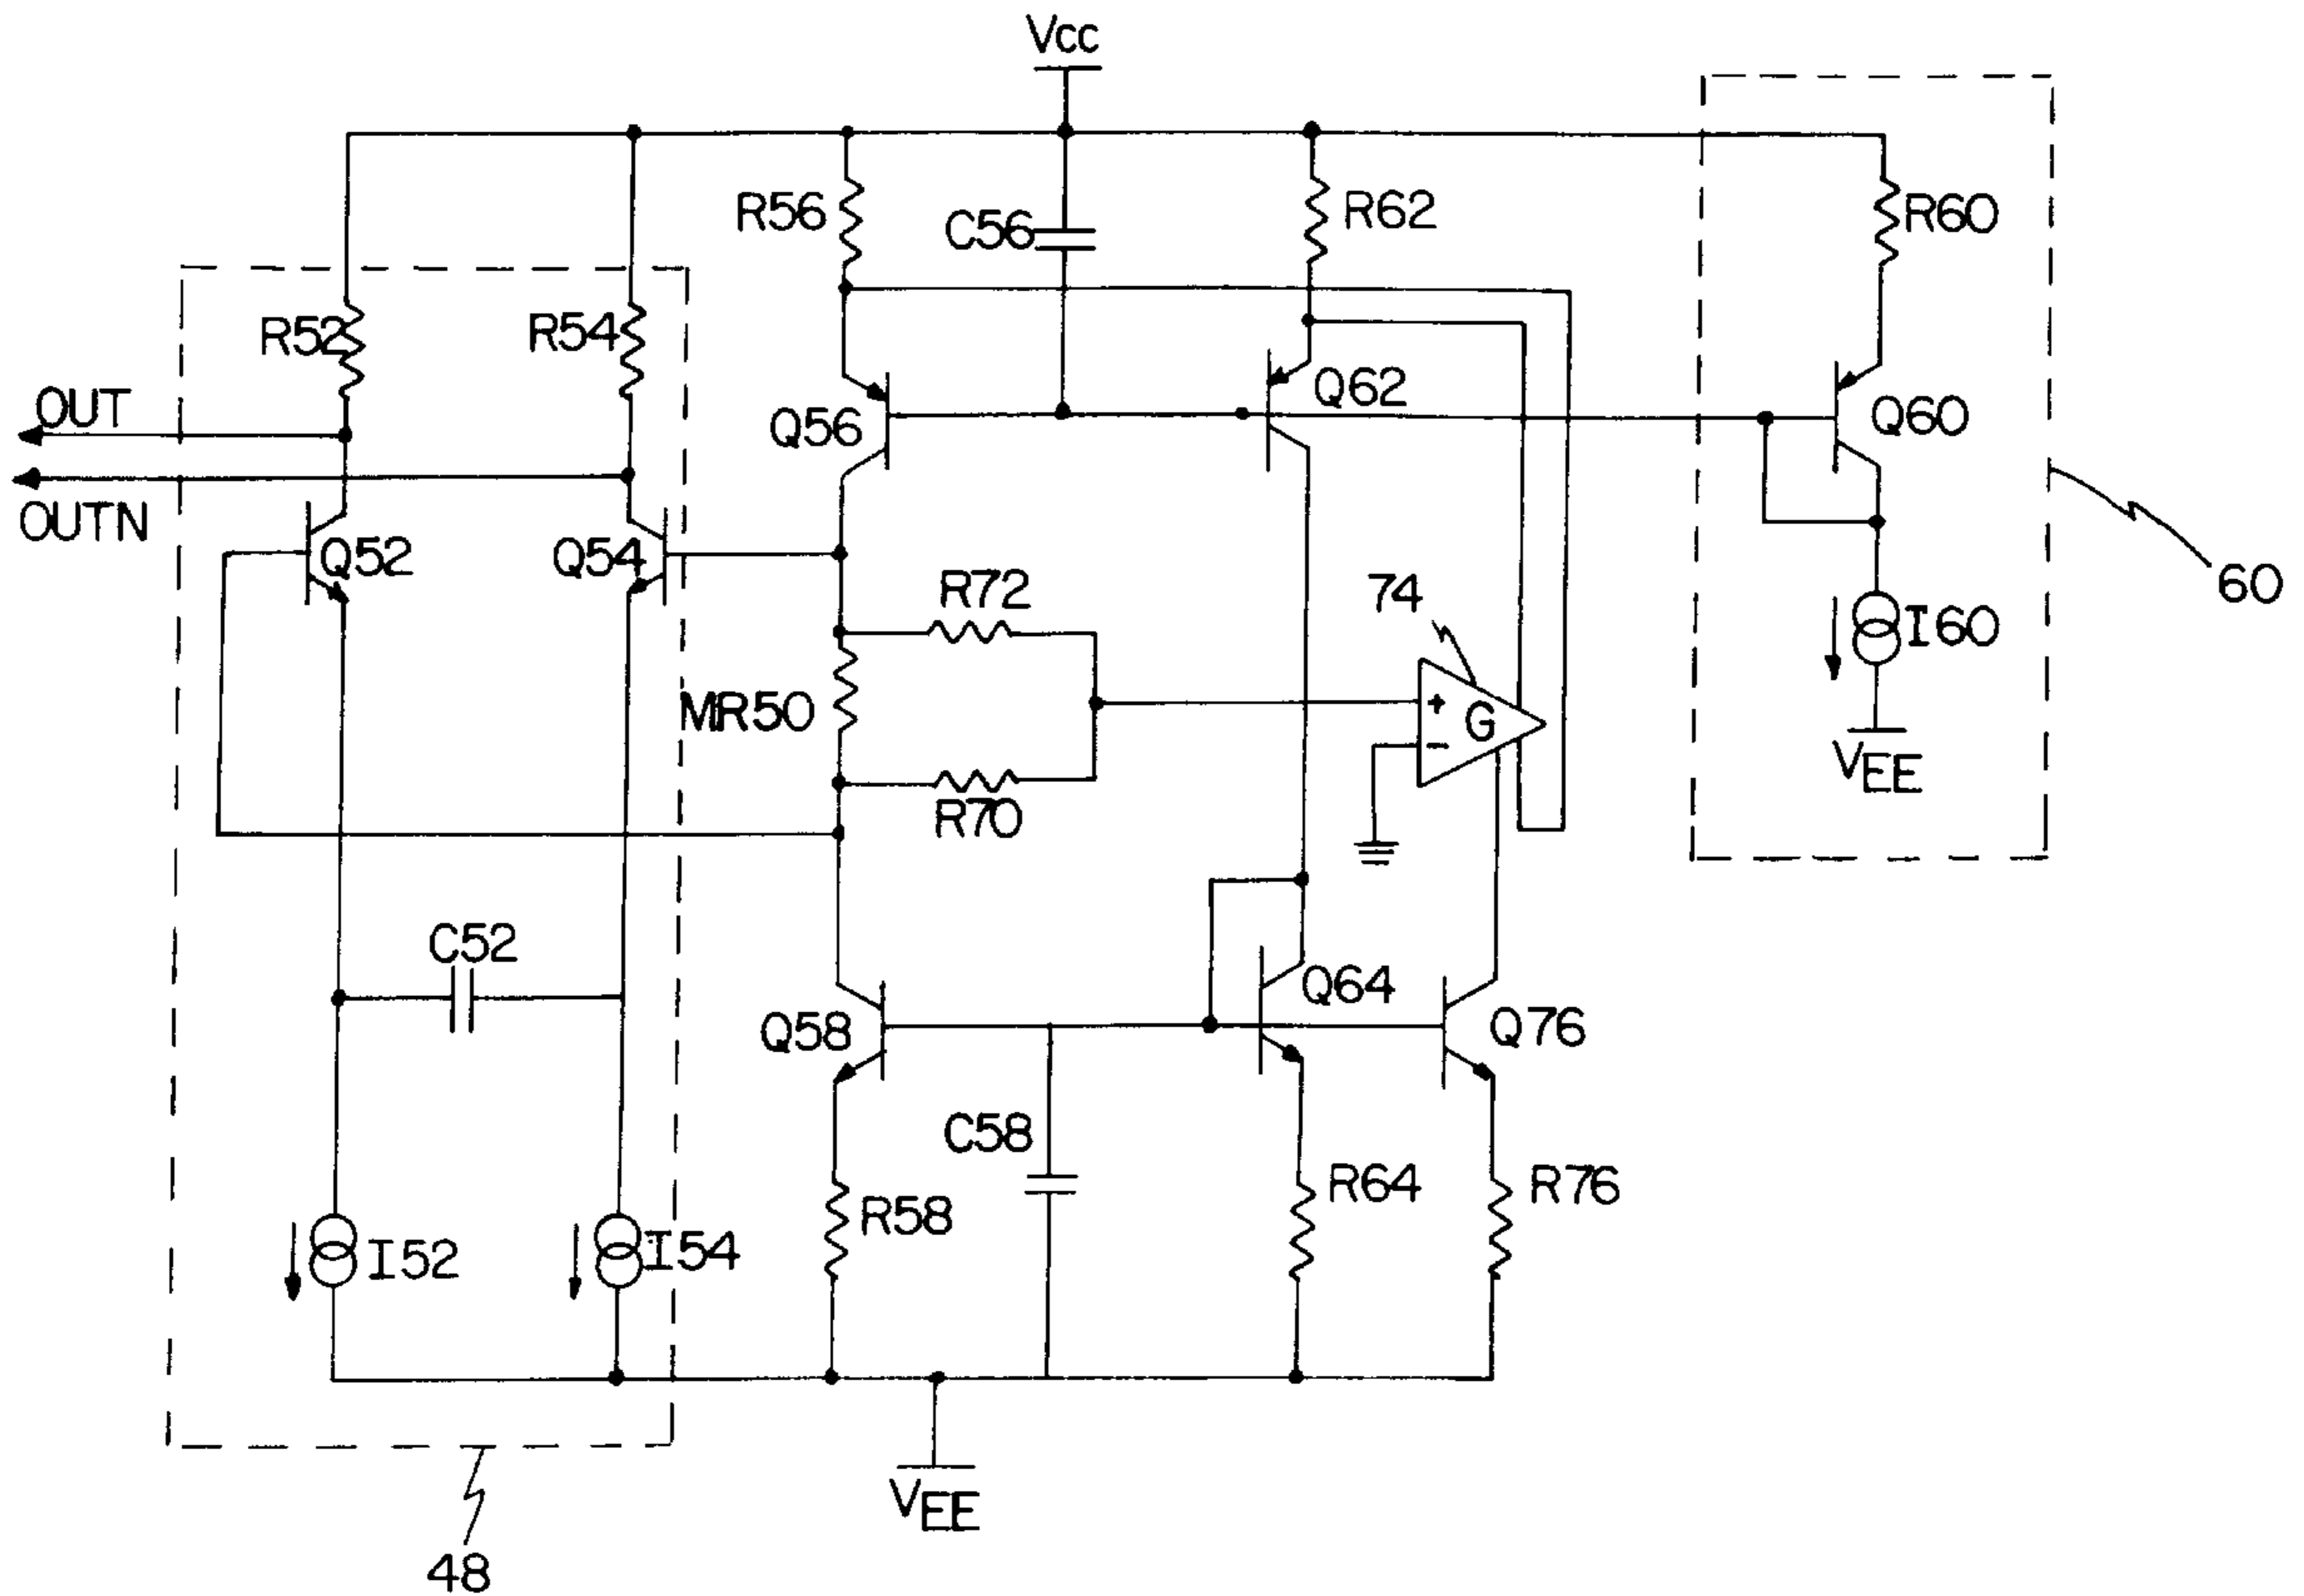 Vcc
R56
C56
R62
R60
R52
R54
OUT
Q56
Q62
Q60
OUTN
Q52
Q54
R72
74
60
I60
MR50
+
G
-
VEE
R70
C52
Q64
Q58
Q76
C58
R64
R76
R58
I52
I54
VEE
48